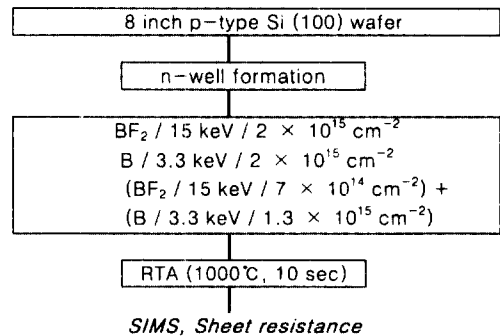 8 inch p-type Si (100) wafer
n-well formation
BF₂ / 15 keV / 2 × 10¹⁵ cm⁻²
B / 3.3 keV / 2 × 10¹⁵ cm⁻²
(BF₂ / 15 keV / 7 × 10¹⁴ cm⁻²) +
(B / 3.3 keV / 1.3 × 10¹⁵ cm⁻²)
RTA (1000℃, 10 sec)
SIMS, Sheet resistance